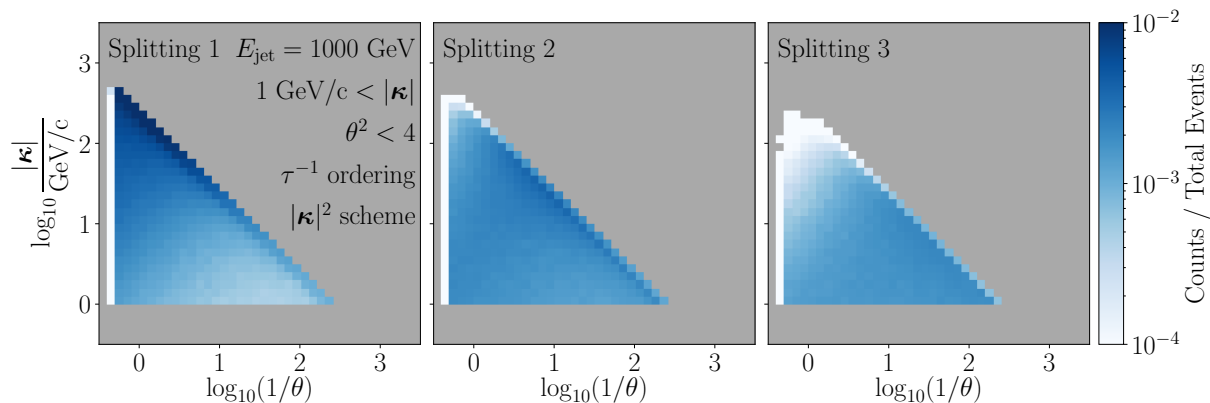 Splitting 1 E_jet = 1000 GeV
1 GeV/c < |κ|
θ² < 4
τ⁻¹ ordering
|κ|² scheme
Splitting 2
Splitting 3
log₁₀ |κ| / GeV/c
3
2
1
0
0 1 2 3
0 1 2 3
0 1 2 3
log₁₀(1/θ)
log₁₀(1/θ)
log₁₀(1/θ)
10⁻²
10⁻³
10⁻⁴
Counts / Total Events